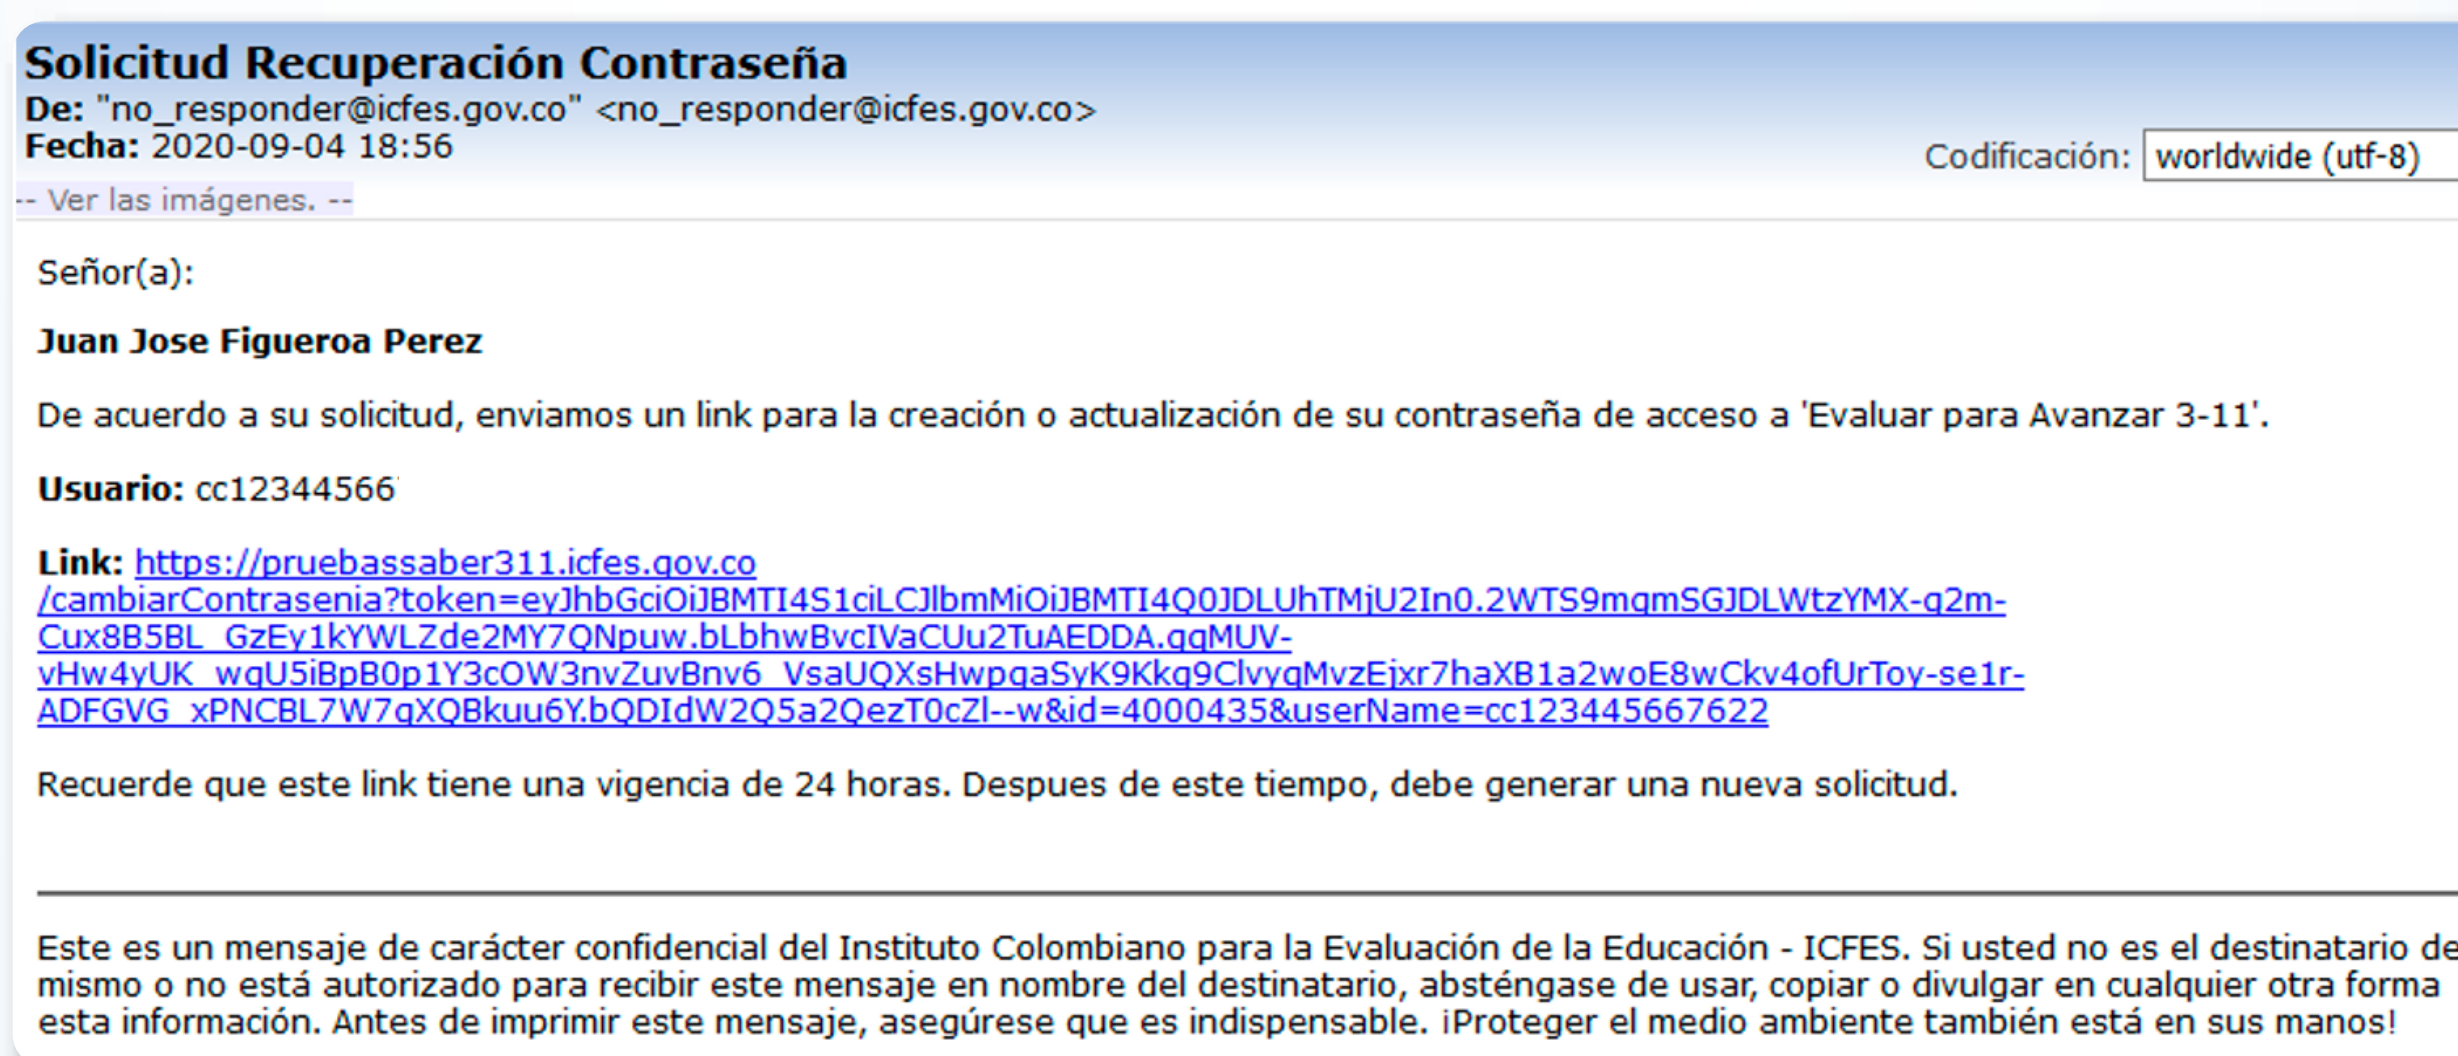 Solicitud Recuperación Contraseña
De: "no_responder@icfes.gov.co" <no_responder@icfes.gov.co>
Fecha: 2020-09-04 18:56
Codificación: worldwide (utf-8)
-- Ver las imágenes. --
Señor(a):
Juan Jose Figueroa Perez
De acuerdo a su solicitud, enviamos un link para la creación o actualización de su contraseña de acceso a 'Evaluar para Avanzar 3-11'.
Usuario: cc12344566
Link: https://pruebassaber311.icfes.gov.co
/cambiarContrasenia?token=eyJhbGciOiJBMTI4S1ciLCJlbmMiOiJBMTI4Q0JDLUhTMjU2In0.2WTS9mqmSGJDLWtzYMX-q2m-
Cux8B5BL_GzEy1kYWLZde2MY7QNpuw.bLbhwBvcIVaCUu2TuAEDDA.qqMUV-
vHw4yUK_wqU5iBpB0p1Y3cOW3nvZuvBnv6_VsaUQXsHwpqaSyK9Kkq9ClvyqMvzEjxr7haXB1a2woE8wCkv4ofUrToy-se1r-
ADFGVG_xPNCBL7W7qXQBkuu6Y.bQDIdW2Q5a2QezT0cZl--w&id=4000435&userName=cc123445667622
Recuerde que este link tiene una vigencia de 24 horas. Despues de este tiempo, debe generar una nueva solicitud.
Este es un mensaje de carácter confidencial del Instituto Colombiano para la Evaluación de la Educación - ICFES. Si usted no es el destinatario de
mismo o no está autorizado para recibir este mensaje en nombre del destinatario, absténgase de usar, copiar o divulgar en cualquier otra forma
esta información. Antes de imprimir este mensaje, asegúrese que es indispensable. ¡Proteger el medio ambiente también está en sus manos!